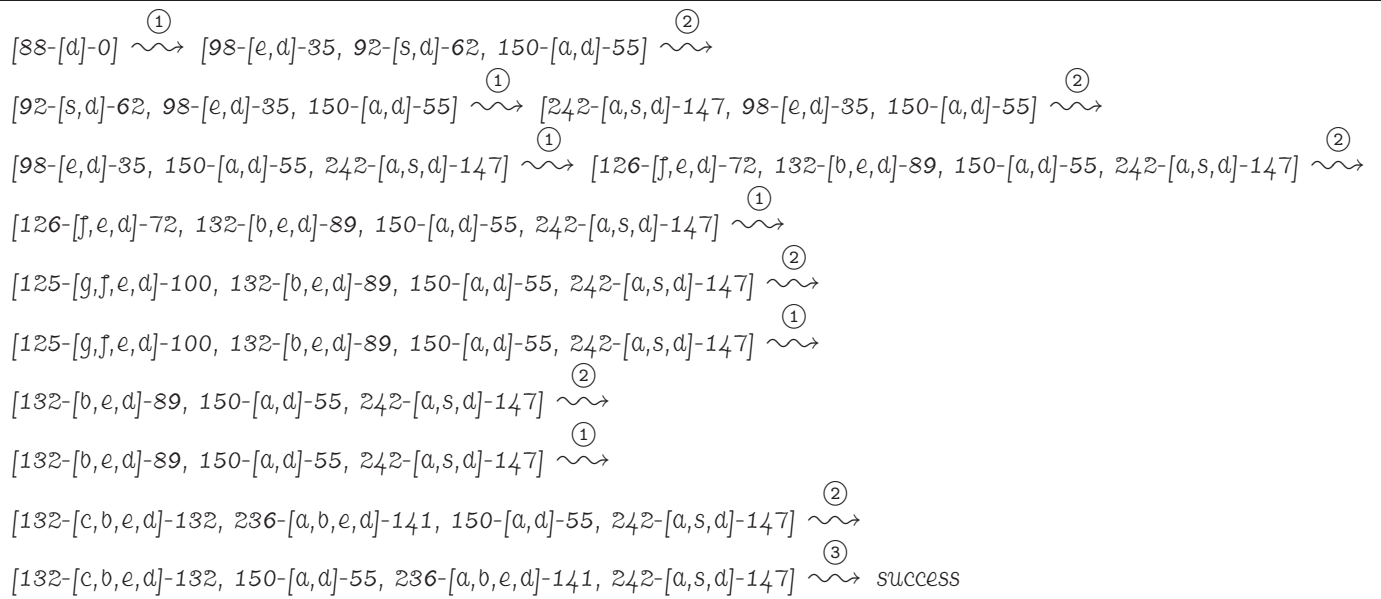 [88-[d]-0] ①⇝ [98-[e,d]-35, 92-[s,d]-62, 150-[a,d]-55] ②⇝
[92-[s,d]-62, 98-[e,d]-35, 150-[a,d]-55] ①⇝ [242-[a,s,d]-147, 98-[e,d]-35, 150-[a,d]-55] ②⇝
[98-[e,d]-35, 150-[a,d]-55, 242-[a,s,d]-147] ①⇝ [126-[f,e,d]-72, 132-[b,e,d]-89, 150-[a,d]-55, 242-[a,s,d]-147] ②⇝
[126-[f,e,d]-72, 132-[b,e,d]-89, 150-[a,d]-55, 242-[a,s,d]-147] ①⇝
[125-[g,f,e,d]-100, 132-[b,e,d]-89, 150-[a,d]-55, 242-[a,s,d]-147] ②⇝
[125-[g,f,e,d]-100, 132-[b,e,d]-89, 150-[a,d]-55, 242-[a,s,d]-147] ①⇝
[132-[b,e,d]-89, 150-[a,d]-55, 242-[a,s,d]-147] ②⇝
[132-[b,e,d]-89, 150-[a,d]-55, 242-[a,s,d]-147] ①⇝
[132-[c,b,e,d]-132, 236-[a,b,e,d]-141, 150-[a,d]-55, 242-[a,s,d]-147] ②⇝
[132-[c,b,e,d]-132, 150-[a,d]-55, 236-[a,b,e,d]-141, 242-[a,s,d]-147] ③⇝ success